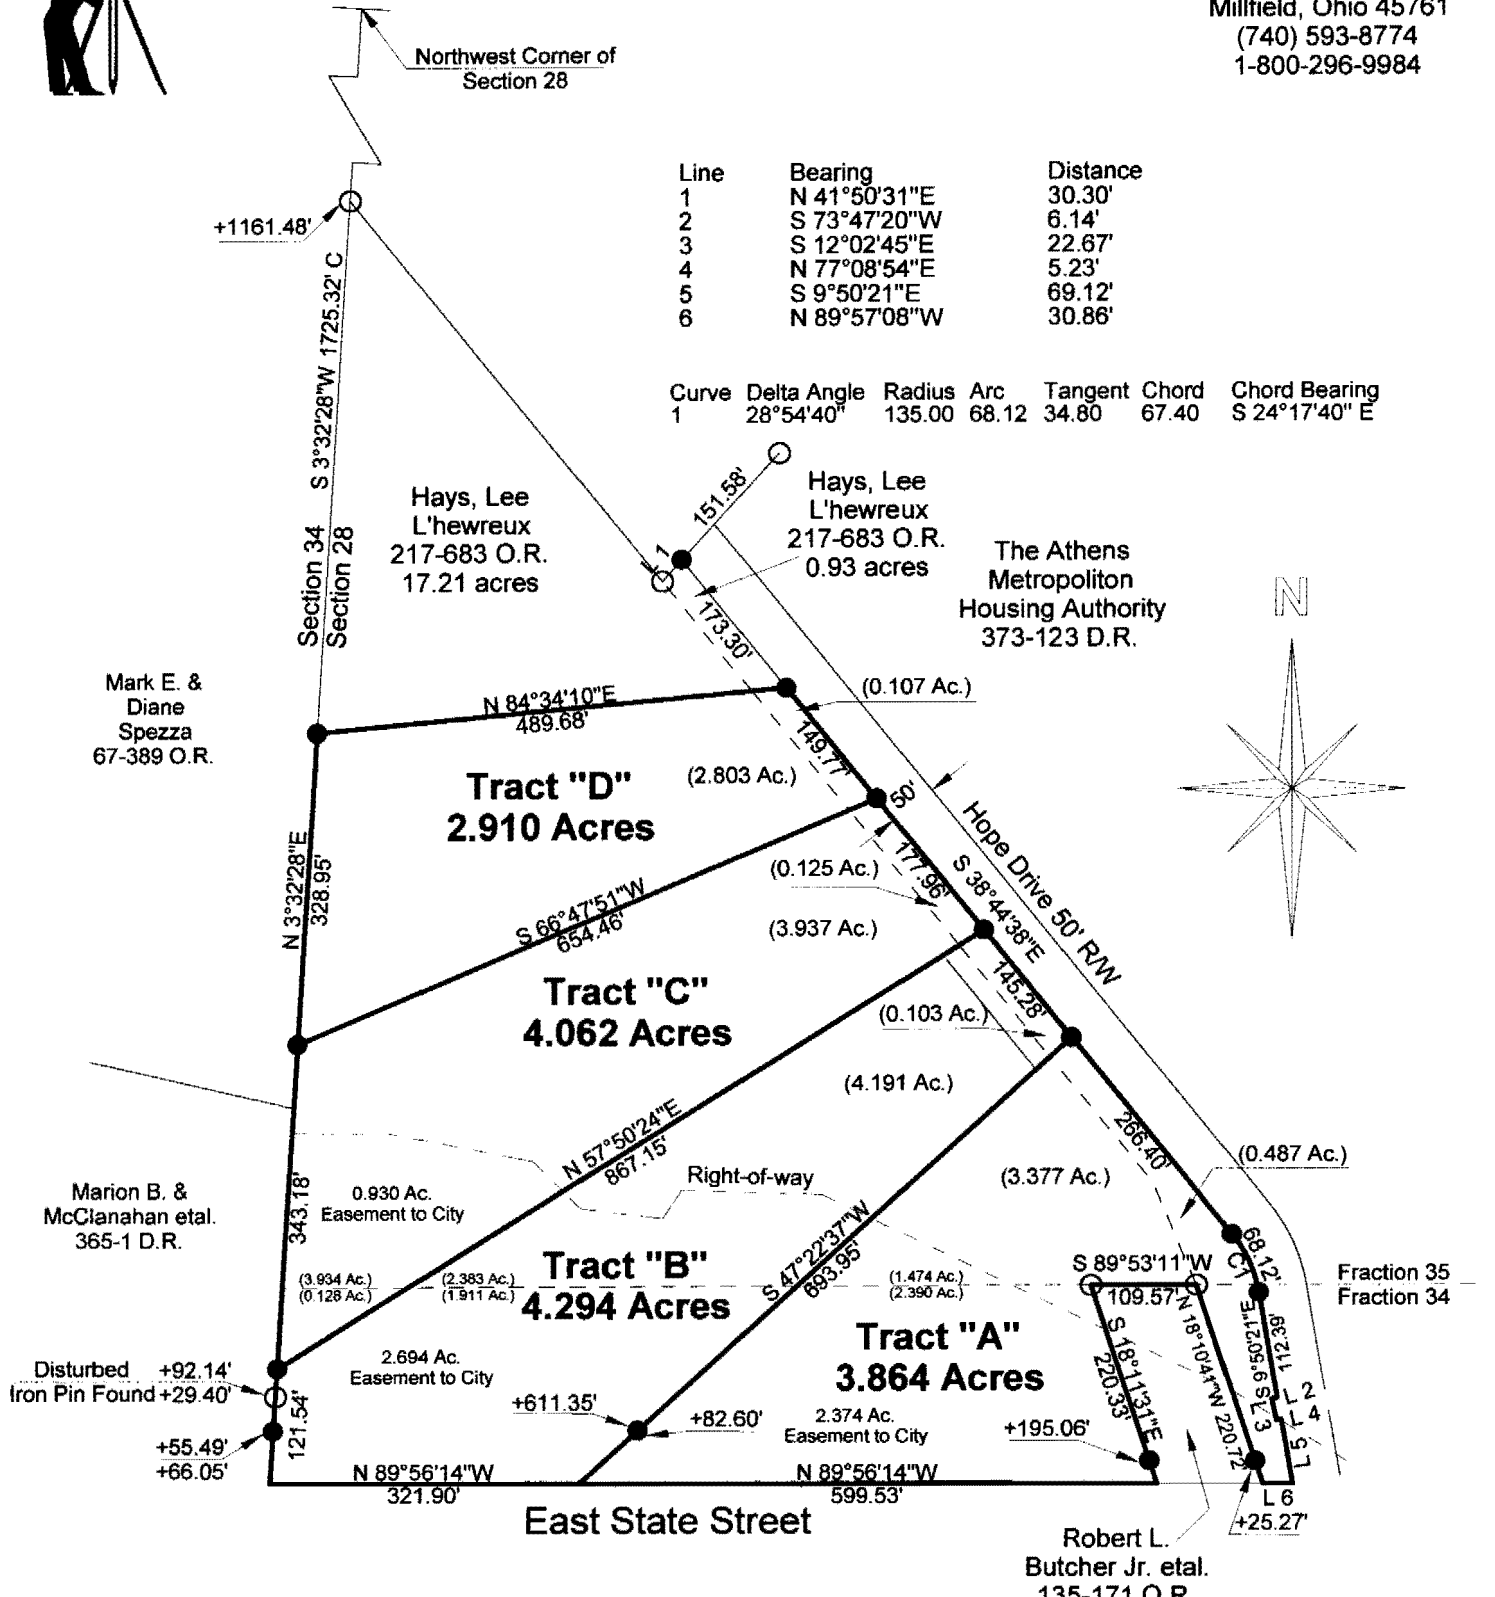 Millfield, Ohio 45761
(740) 593-8774
1-800-296-9984
Northwest Corner of
Section 28
+1161.48'
Line Bearing Distance
1 N 41°50'31"E 30.30'
2 S 73°47'20"W 6.14'
3 S 12°02'45"E 22.67'
4 N 77°08'54"E 5.23'
5 S 9°50'21"E 69.12'
6 N 89°57'08"W 30.86'
Curve Delta Angle Radius Arc Tangent Chord Chord Bearing
1 28°54'40" 135.00 68.12 34.80 67.40 S 24°17'40" E
S 3°32'28"W 1725.32' C
Section 34
Section 28
Hays, Lee
L'hewreux
217-683 O.R.
17.21 acres
151.58'
L 1
Hays, Lee
L'hewreux
217-683 O.R.
0.93 acres
The Athens
Metropoliton
Housing Authority
373-123 D.R.
N
173.30'
Mark E. &
Diane
Spezza
67-389 O.R.
N 84°34'10"E
489.68'
(0.107 Ac.)
149.77'
Tract "D"
2.910 Acres
(2.803 Ac.)
50'
Hope Drive 50' R/W
N 3°32'28"E
328.95'
S 66°47'51"W
654.46'
(0.125 Ac.)
177.96'
S 38°44'38"E
(3.937 Ac.)
Tract "C"
4.062 Acres
145.28'
(0.103 Ac.)
(4.191 Ac.)
N 57°50'24"E
867.15'
266.40'
(0.487 Ac.)
(3.377 Ac.)
Right-of-way
Marion B. &
McClanahan etal.
365-1 D.R.
343.18'
0.930 Ac.
Easement to City
S 47°22'37"W
693.95'
Tract "B"
4.294 Acres
(3.934 Ac.)
(0.128 Ac.)
(2.383 Ac.)
(1.911 Ac.)
(1.474 Ac.)
(2.390 Ac.)
S 89°53'11"W
109.57'
68.12'
C 1
Fraction 35
Fraction 34
Tract "A"
3.864 Acres
S 18°11'31"E
220.33'
N 18°10'41"W 220.72'
S 9°50'21"E
112.39'
L 2
L 3
L 4
L 5
Disturbed +92.14'
Iron Pin Found +29.40'
2.694 Ac.
Easement to City
+611.35'
+82.60'
2.374 Ac.
Easement to City
+195.06'
121.54'
+55.49'
+66.05'
N 89°56'14"W
321.90'
N 89°56'14"W
599.53'
L 6
+25.27'
East State Street
Robert L.
Butcher Jr. etal.
135-171 O.R.